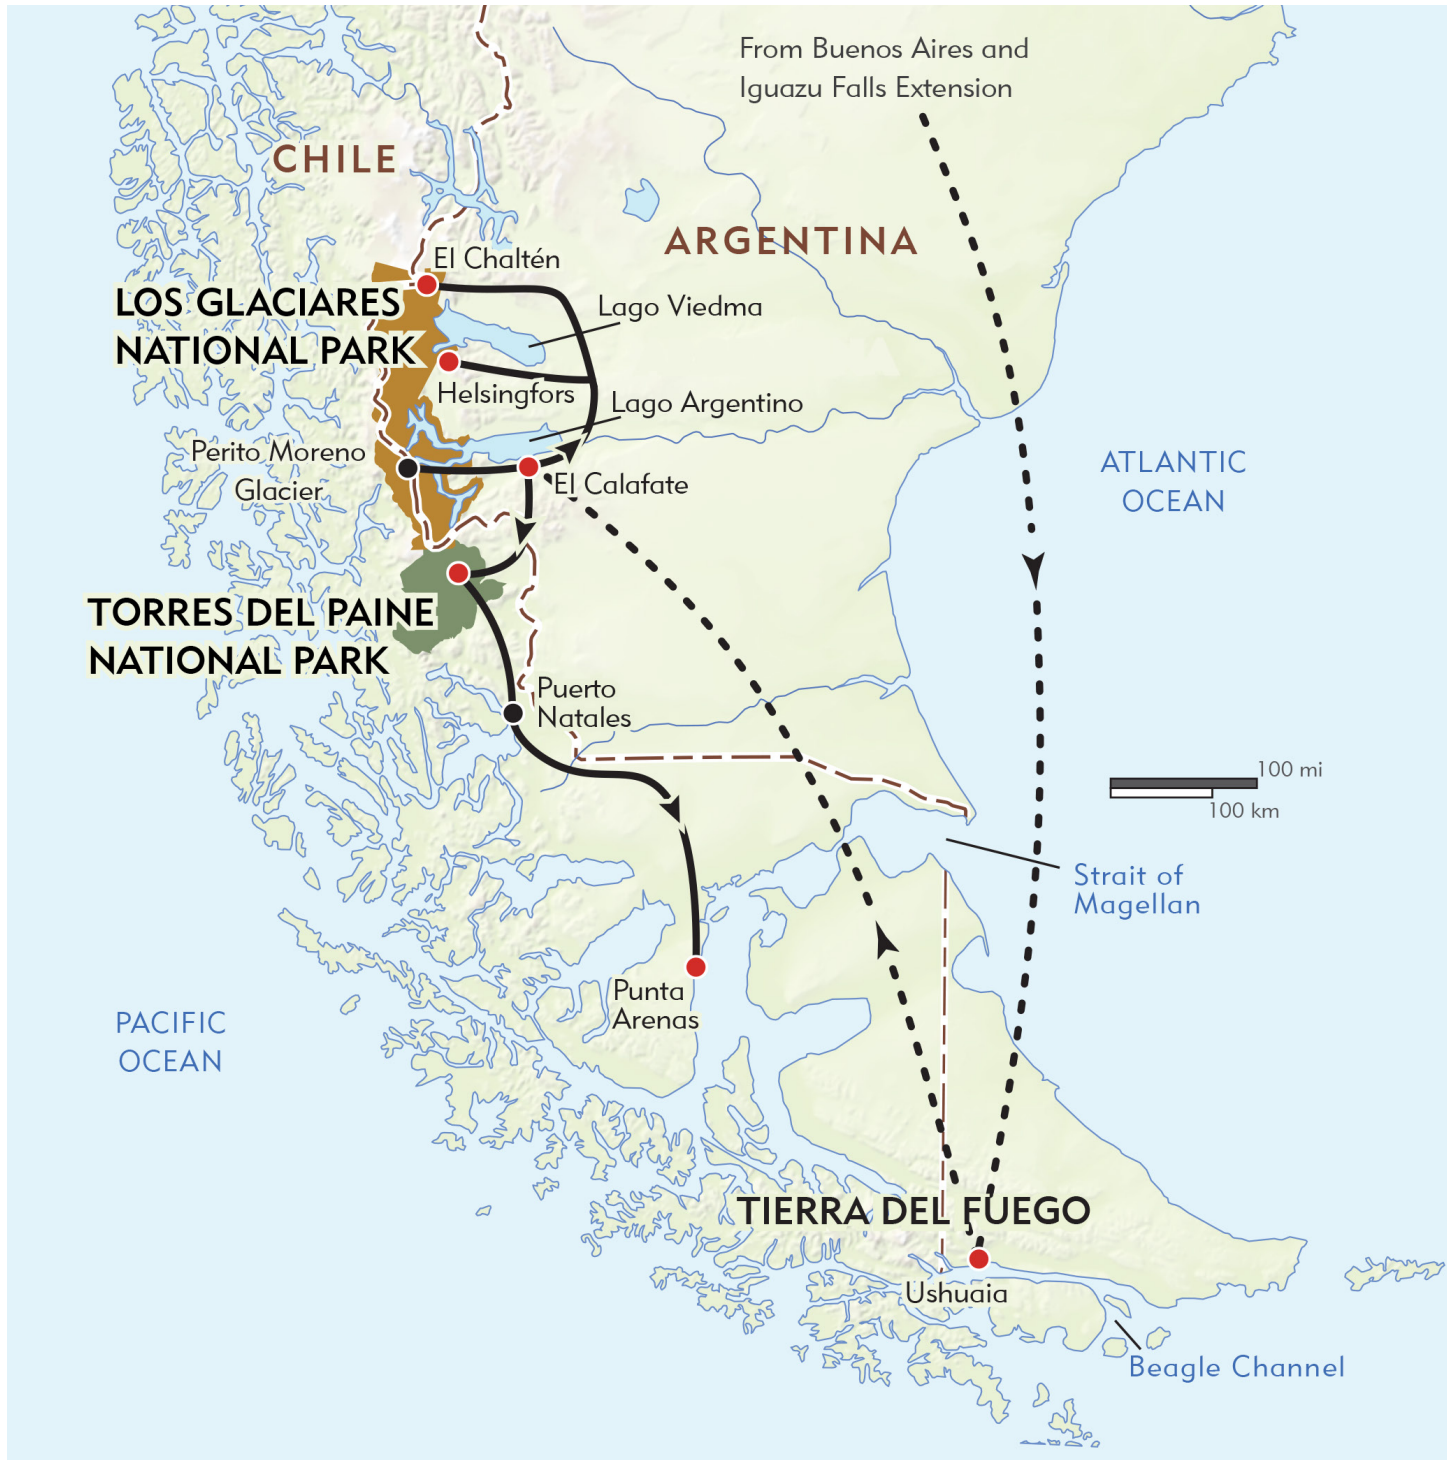 From Buenos Aires and
Iguazu Falls Extension
CHILE
ARGENTINA
El Chaltén
LOS GLACIARES
NATIONAL PARK
Lago Viedma
Helsingfors
Lago Argentino
Perito Moreno
Glacier
El Calafate
ATLANTIC
OCEAN
TORRES DEL PAINE
NATIONAL PARK
Puerto
Natales
100 mi
100 km
Strait of
Magellan
Punta
Arenas
PACIFIC
OCEAN
TIERRA DEL FUEGO
Ushuaia
Beagle Channel